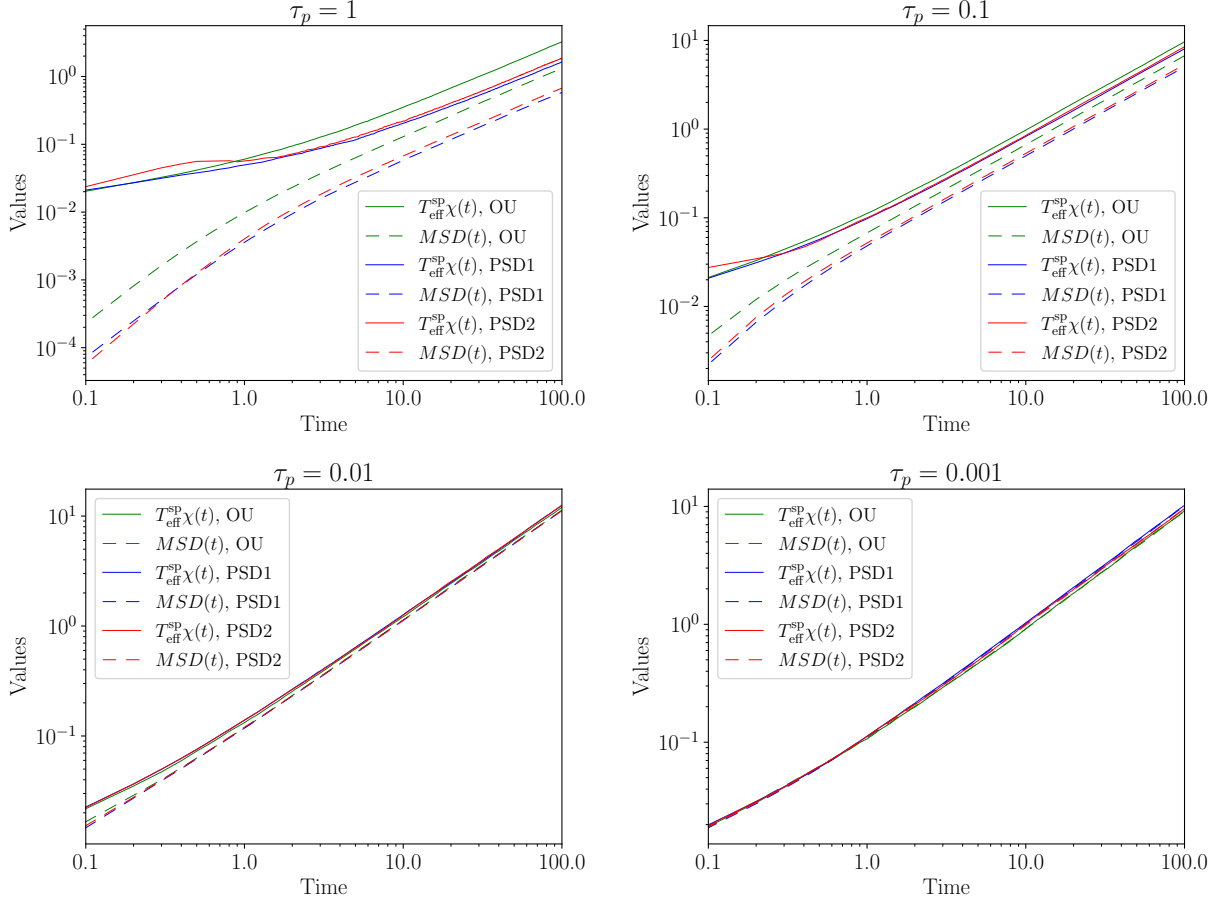 τ_p = 1
10^0
10^{-1}
10^{-2}
10^{-3}
10^{-4}
Values
T_eff^sp χ(t), OU
MSD(t), OU
T_eff^sp χ(t), PSD1
MSD(t), PSD1
T_eff^sp χ(t), PSD2
MSD(t), PSD2
0.1 1.0 10.0 100.0
Time
τ_p = 0.1
10^1
10^0
10^{-1}
10^{-2}
Values
T_eff^sp χ(t), OU
MSD(t), OU
T_eff^sp χ(t), PSD1
MSD(t), PSD1
T_eff^sp χ(t), PSD2
MSD(t), PSD2
0.1 1.0 10.0 100.0
Time
τ_p = 0.01
10^1
10^0
10^{-1}
Values
T_eff^sp χ(t), OU
MSD(t), OU
T_eff^sp χ(t), PSD1
MSD(t), PSD1
T_eff^sp χ(t), PSD2
MSD(t), PSD2
0.1 1.0 10.0 100.0
Time
τ_p = 0.001
10^1
10^0
10^{-1}
Values
T_eff^sp χ(t), OU
MSD(t), OU
T_eff^sp χ(t), PSD1
MSD(t), PSD1
T_eff^sp χ(t), PSD2
MSD(t), PSD2
0.1 1.0 10.0 100.0
Time